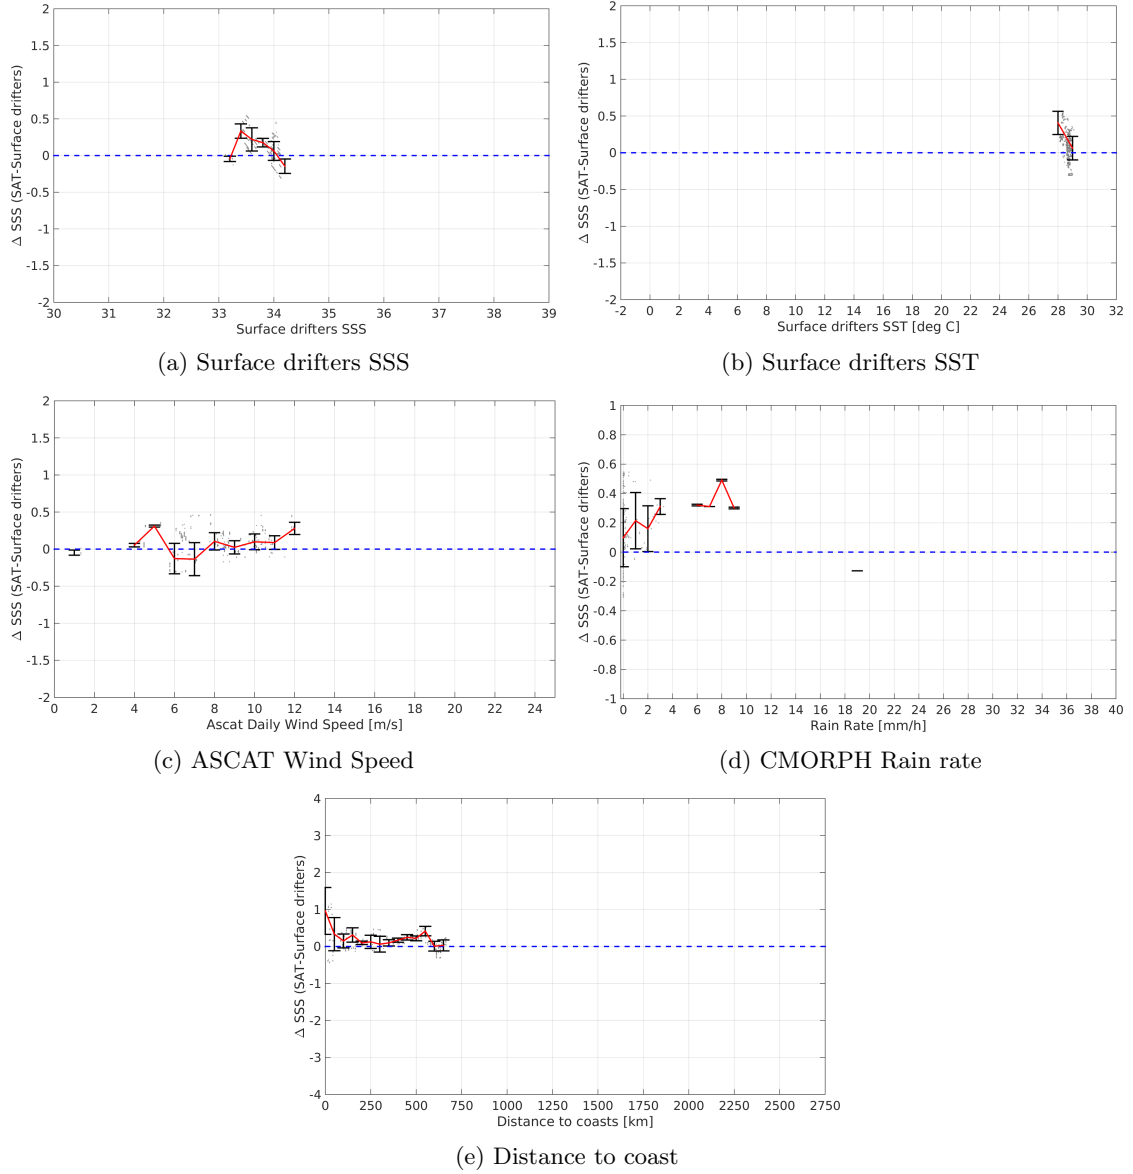 2
1.5
1
0.5
0
-0.5
-1
-1.5
-2
Δ SSS (SAT-Surface drifters)
30 31 32 33 34 35 36 37 38 39
Surface drifters SSS
(a) Surface drifters SSS
2
1.5
1
0.5
0
-0.5
-1
-1.5
-2
Δ SSS (SAT-Surface drifters)
-2 0 2 4 6 8 10 12 14 16 18 20 22 24 26 28 30 32
Surface drifters SST [deg C]
(b) Surface drifters SST
2
1.5
1
0.5
0
-0.5
-1
-1.5
-2
Δ SSS (SAT-Surface drifters)
0 2 4 6 8 10 12 14 16 18 20 22 24
Ascat Daily Wind Speed [m/s]
(c) ASCAT Wind Speed
1
0.8
0.6
0.4
0.2
0
-0.2
-0.4
-0.6
-0.8
-1
Δ SSS (SAT-Surface drifters)
0 2 4 6 8 10 12 14 16 18 20 22 24 26 28 30 32 34 36 38 40
Rain Rate [mm/h]
(d) CMORPH Rain rate
4
3
2
1
0
-1
-2
-3
-4
Δ SSS (SAT-Surface drifters)
0 250 500 750 1000 1250 1500 1750 2000 2250 2500 2750
Distance to coasts [km]
(e) Distance to coast